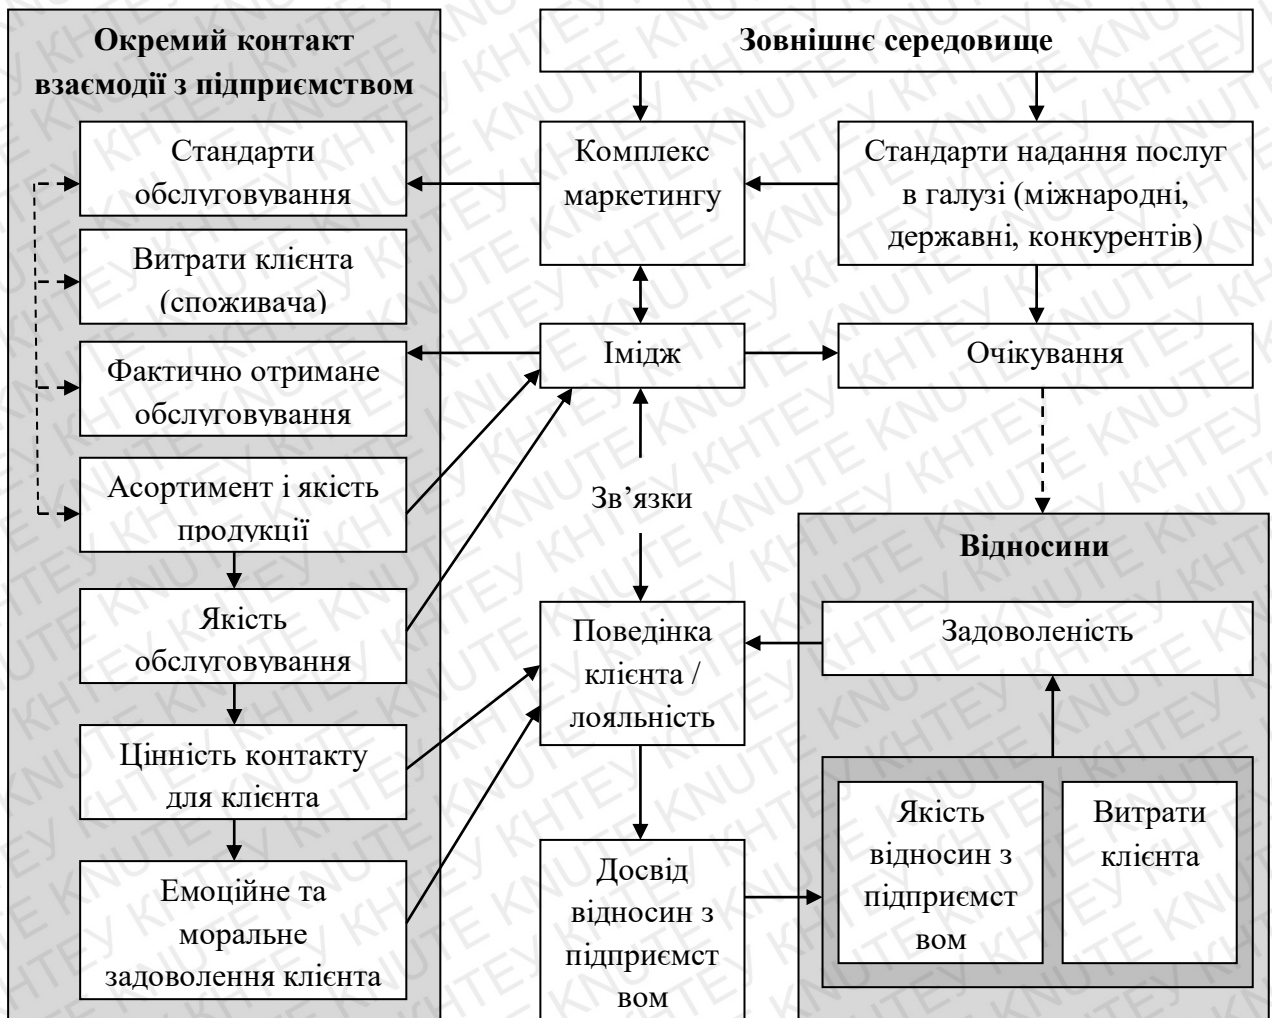 Окремий контакт
взаємодії з підприємством
Стандарти
обслуговування
Витрати клієнта
(споживача)
Фактично отримане
обслуговування
Асортимент і якість
продукції
Якість
обслуговування
Цінність контакту
для клієнта
Емоційне та
моральне
задоволення клієнта
Зовнішнє середовище
Комплекс
маркетингу
Стандарти надання послуг
в галузі (міжнародні,
державні, конкурентів)
Імідж
Очікування
Зв’язки
Поведінка
клієнта /
лояльність
Досвід
відносин з
підприємст
вом
Відносини
Задоволеність
Якість
відносин з
підприємст
вом
Витрати
клієнта
KNUTE КНТЕУ